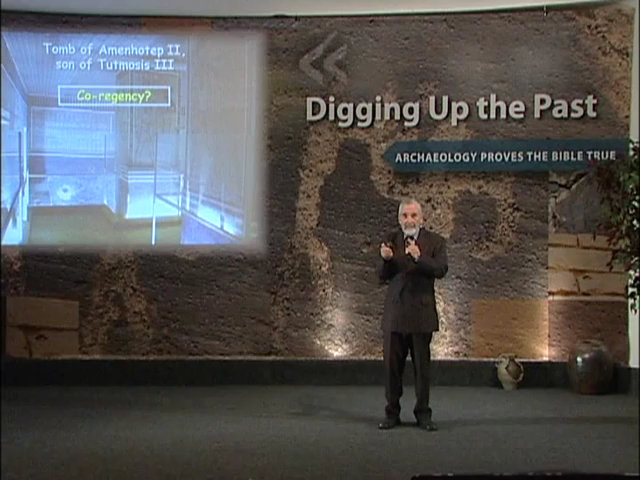 Tomb of Amenhotep II,
son of Tutmosis III
Co-regency?
Digging Up the Past
ARCHAEOLOGY PROVES THE BIBLE TRUE